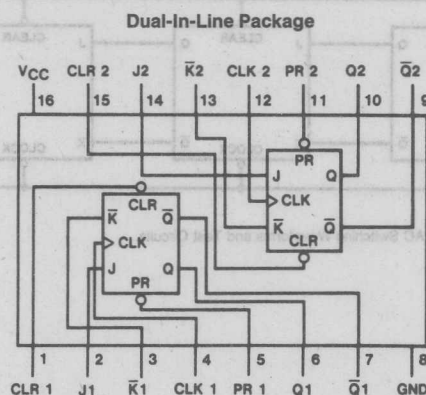 Dual-In-Line Package
VCC CLR 2 J2 K̅2 CLK 2 PR 2 Q2 Q̅2
16 15 14 13 12 11 10 9
PR
J Q
CLK
K̅ Q̅
CLR
CLR
K̅ Q̅
CLK
J Q
PR
1 2 3 4 5 6 7 8
CLR 1 J1 K̅1 CLK 1 PR 1 Q1 Q̅1 GND